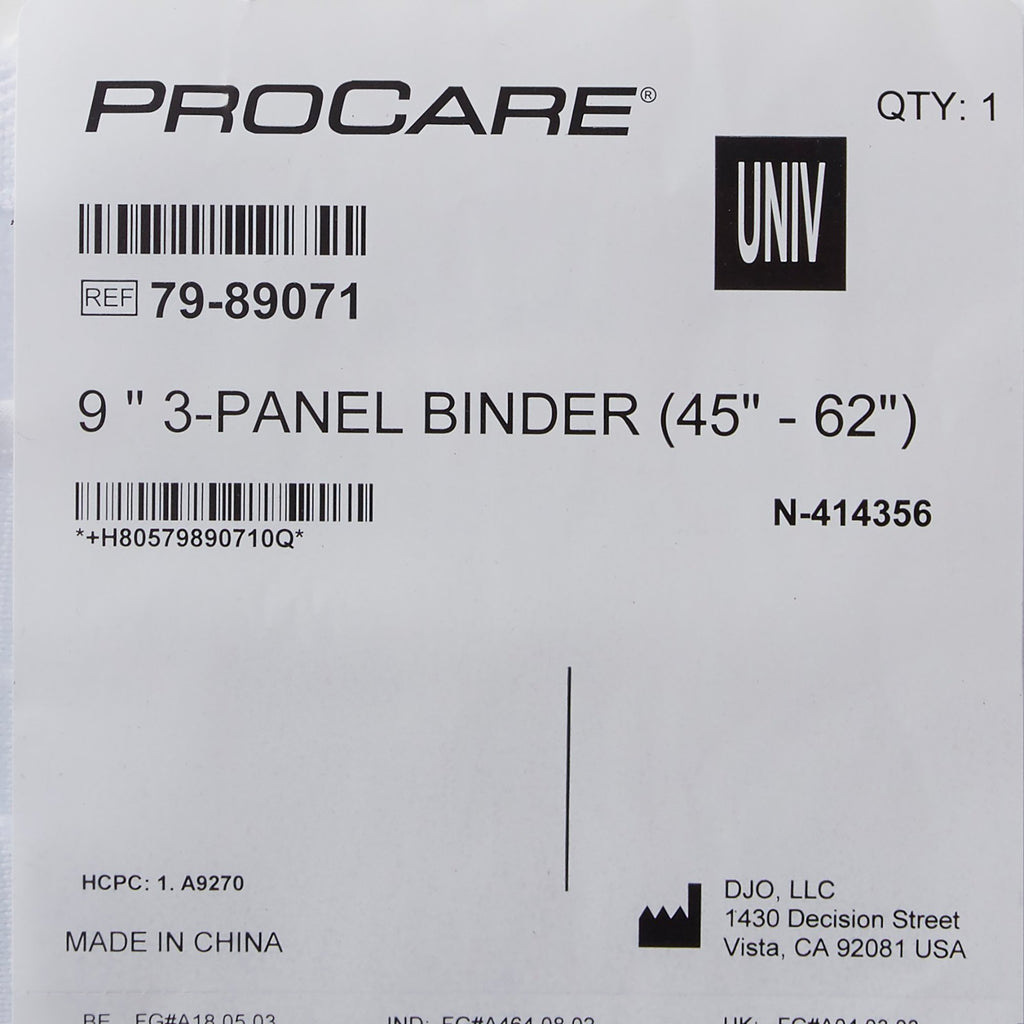 PROCARE®
QTY: 1
UNIV
REF 79-89071
9 " 3-PANEL BINDER (45" - 62")
*+H80579890710Q*
N-414356
HCPC: 1. A9270
DJO, LLC
1430 Decision Street
Vista, CA 92081 USA
MADE IN CHINA